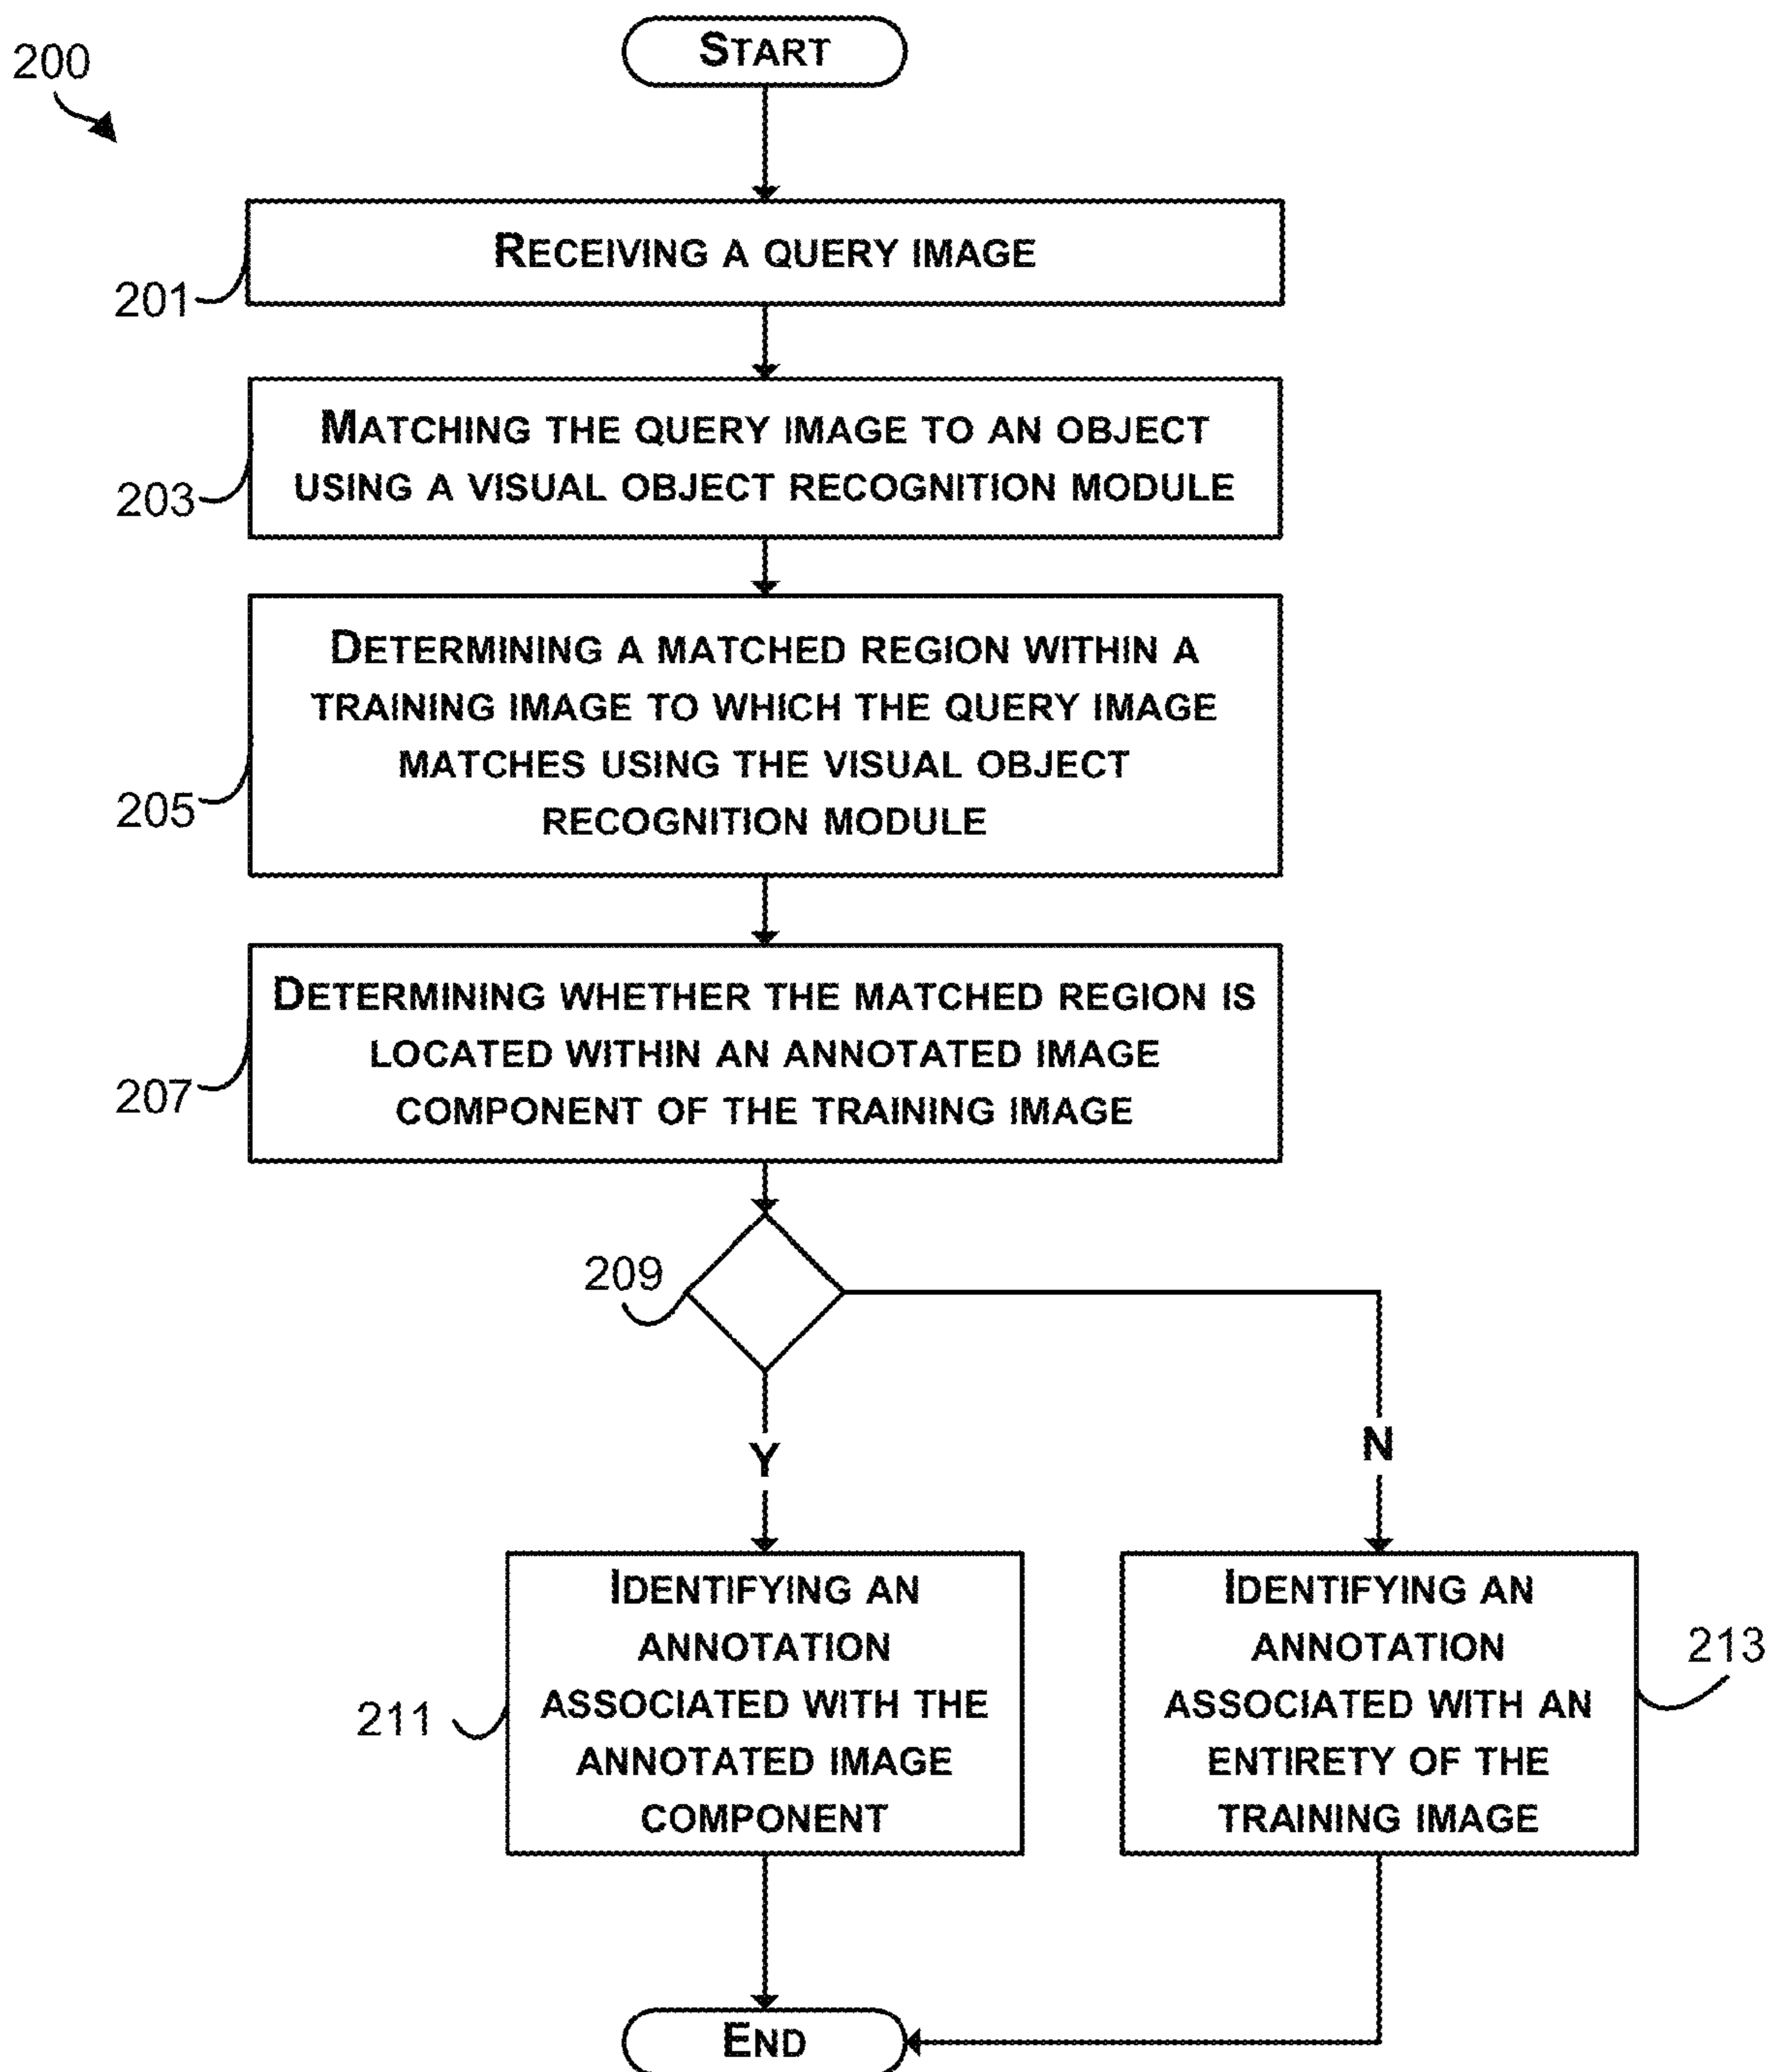 200
START
RECEIVING A QUERY IMAGE
201
MATCHING THE QUERY IMAGE TO AN OBJECT
USING A VISUAL OBJECT RECOGNITION MODULE
203
DETERMINING A MATCHED REGION WITHIN A
TRAINING IMAGE TO WHICH THE QUERY IMAGE
MATCHES USING THE VISUAL OBJECT
RECOGNITION MODULE
205
DETERMINING WHETHER THE MATCHED REGION IS
LOCATED WITHIN AN ANNOTATED IMAGE
COMPONENT OF THE TRAINING IMAGE
207
209
Y
N
IDENTIFYING AN
ANNOTATION
ASSOCIATED WITH THE
ANNOTATED IMAGE
COMPONENT
211
IDENTIFYING AN
ANNOTATION
ASSOCIATED WITH AN
ENTIRETY OF THE
TRAINING IMAGE
213
END